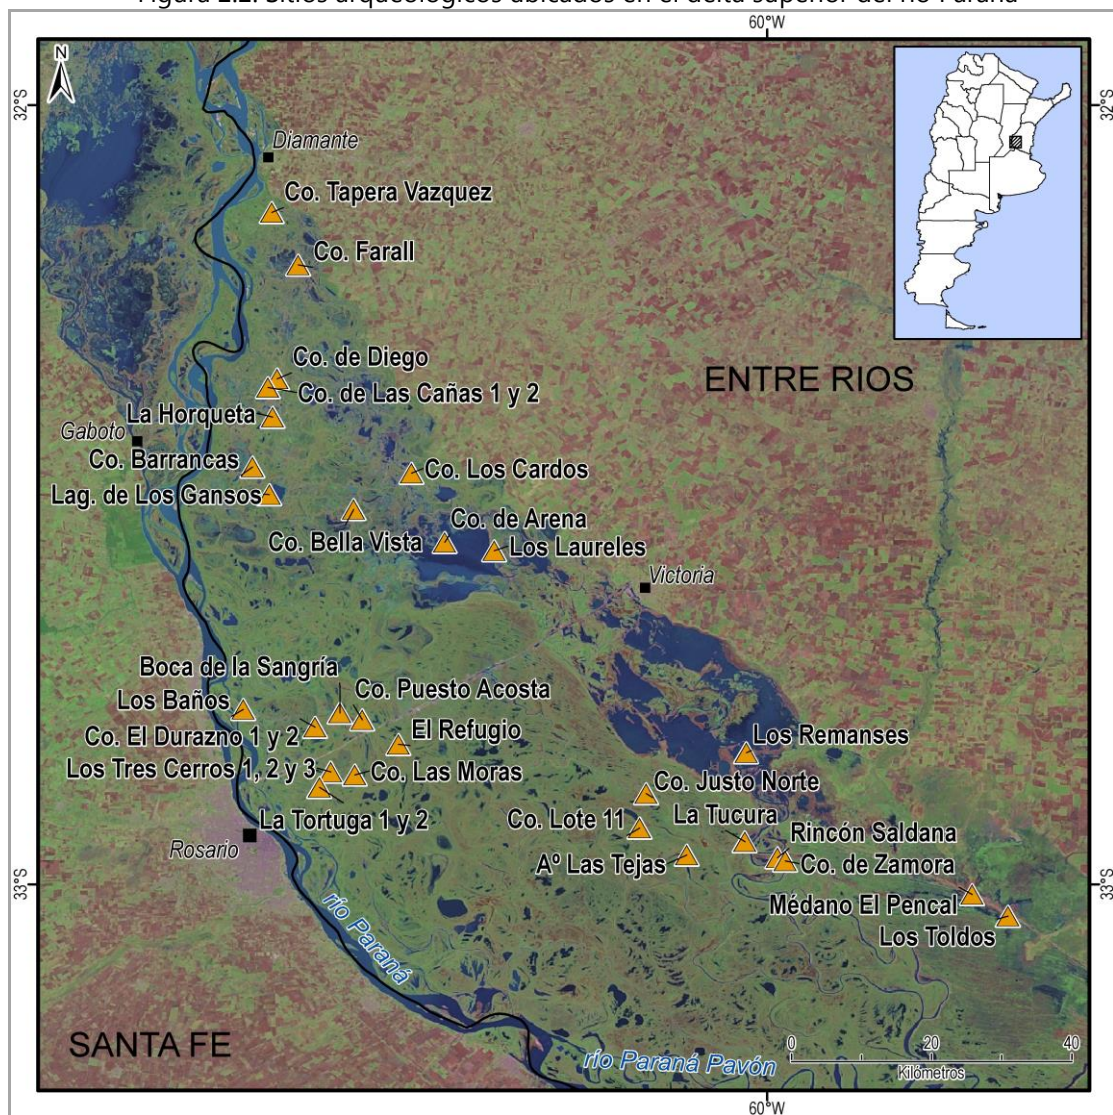 Figura 2.2. Sitios arqueológicos ubicados en el delta superior del río Paraná
60°W
N
32°S
32°S
Diamante
Co. Tapera Vazquez
Co. Farall
Co. de Diego
Co. de Las Cañas 1 y 2
ENTRE RIOS
La Horqueta
Gaboto
Co. Barrancas
Co. Los Cardos
Lag. de Los Gansos
Co. de Arena
Co. Bella Vista
Los Laureles
Victoria
Boca de la Sangría
Co. Puesto Acosta
Los Baños
Co. El Durazno 1 y 2
El Refugio
Los Remanses
Los Tres Cerros 1, 2 y 3
Co. Las Moras
Co. Justo Norte
La Tucura
La Tortuga 1 y 2
Co. Lote 11
Rincón Saldana
Rosario
Aº Las Tejas
Co. de Zamora
33°S
33°S
Médano El Pencal
Los Toldos
río Paraná
SANTA FE
río Paraná Pavón
0 20 40
Kilómetros
60°W